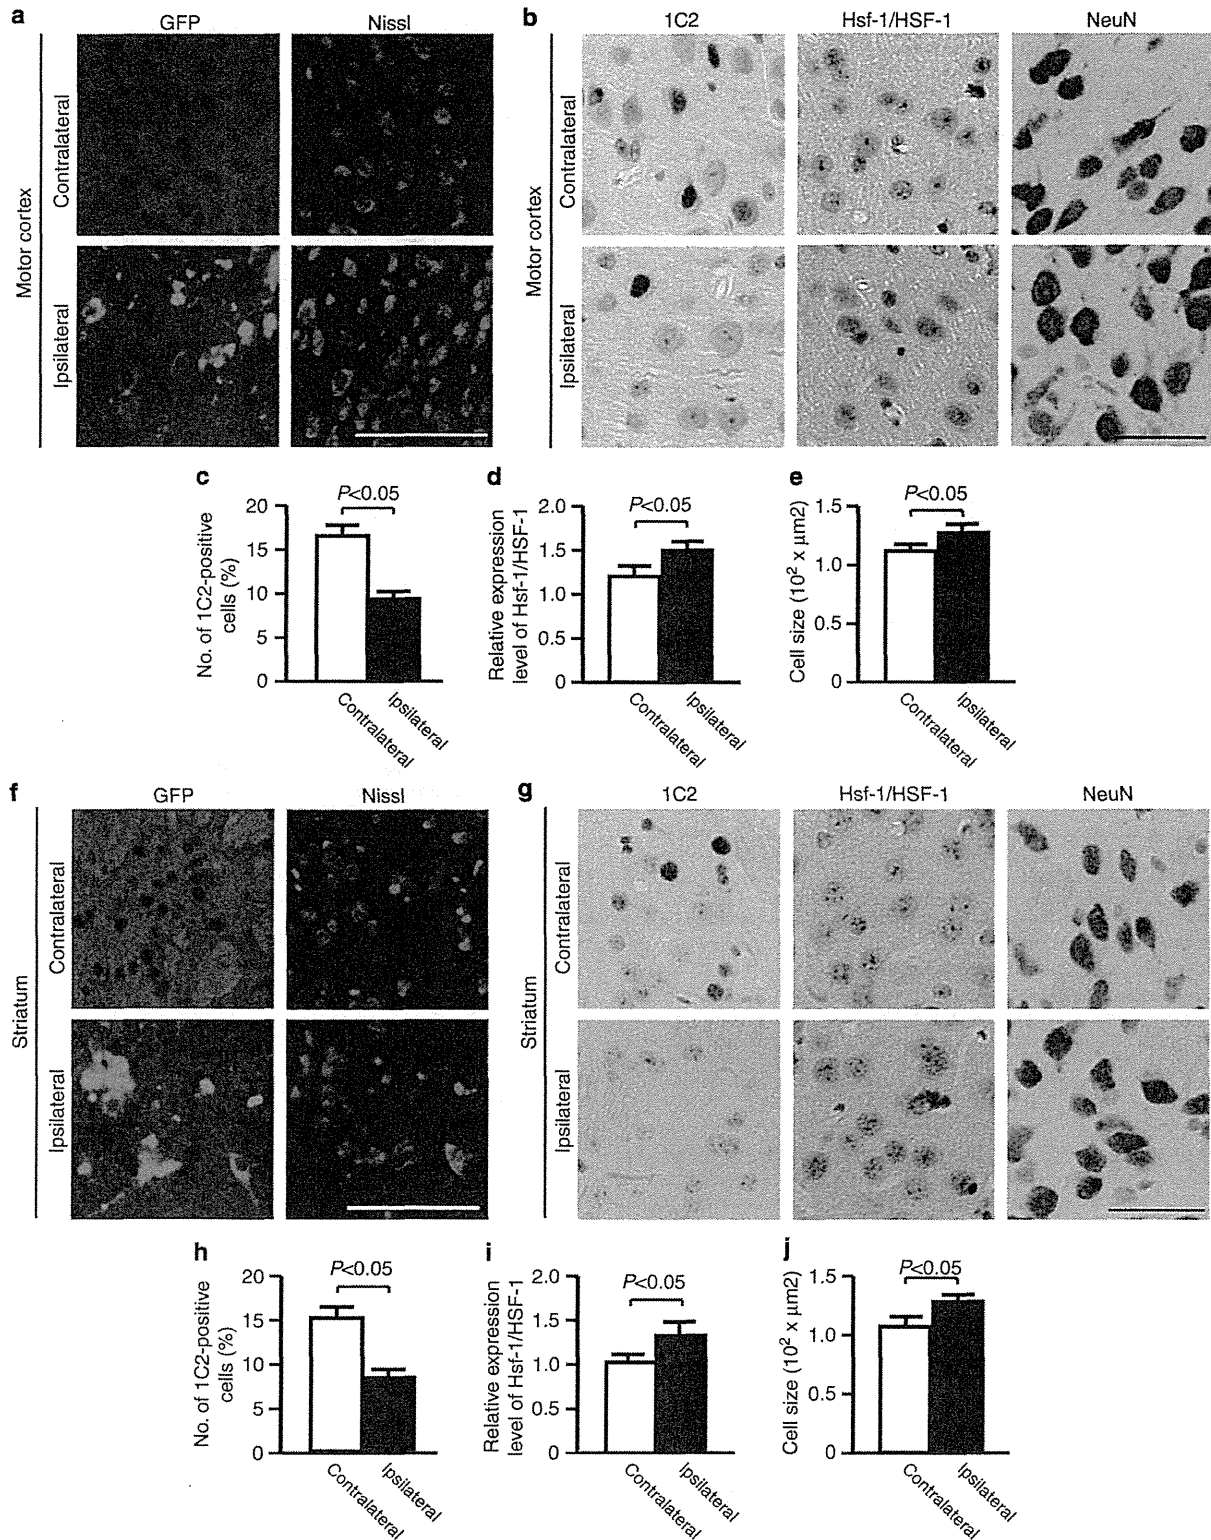 a
GFP
Nissl
Motor cortex
Contralateral
Ipsilateral
b
1C2
Hsf-1/HSF-1
NeuN
Motor cortex
Contralateral
Ipsilateral
c
P<0.05
No. of 1C2-positive
cells (%)
20
15
10
5
0
Contralateral
Ipsilateral
d
P<0.05
Relative expression
level of Hsf-1/HSF-1
2.0
1.5
1.0
0.5
0
Contralateral
Ipsilateral
e
P<0.05
Cell size (10² x µm2)
1.5
1.0
0.5
0
Contralateral
Ipsilateral
f
GFP
Nissl
Striatum
Contralateral
Ipsilateral
g
1C2
Hsf-1/HSF-1
NeuN
Striatum
Contralateral
Ipsilateral
h
P<0.05
No. of 1C2-positive
cells (%)
20
15
10
5
0
Contralateral
Ipsilateral
i
P<0.05
Relative expression
level of Hsf-1/HSF-1
2.0
1.5
1.0
0.5
0
Contralateral
Ipsilateral
j
P<0.05
Cell size (10² x µm2)
1.5
1.0
0.5
0
Contralateral
Ipsilateral